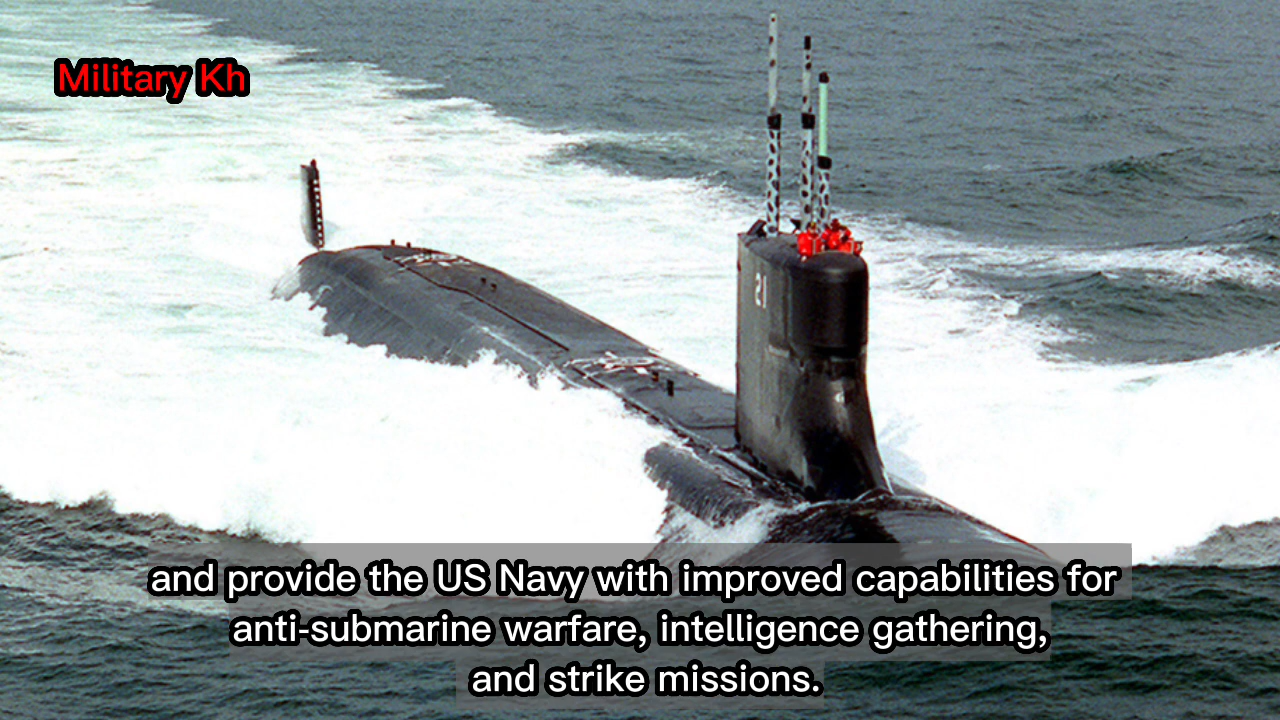 Military Kh
21
and provide the US Navy with improved capabilities for
anti-submarine warfare, intelligence gathering,
and strike missions.